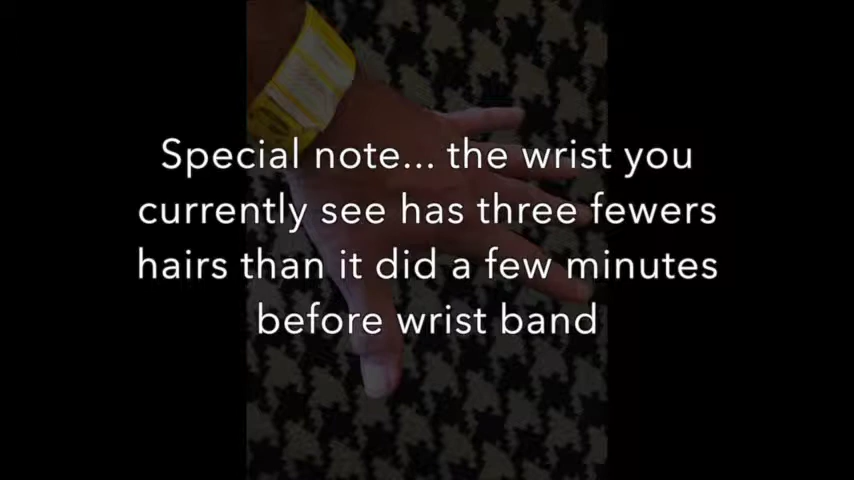 Special note... the wrist you
currently see has three fewers
hairs than it did a few minutes
before wrist band